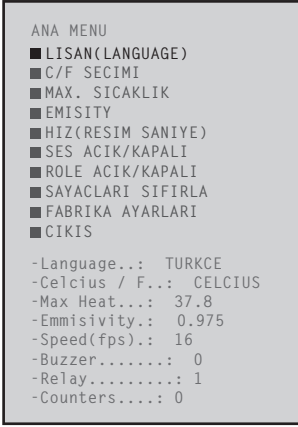 ANA MENU
LISAN(LANGUAGE)
C/F SECIMI
MAX. SICAKLIK
EMISITY
HIZ(RESIM SANIYE)
SES ACIK/KAPALI
ROLE ACIK/KAPALI
SAYACLARI SIFIRLA
FABRIKA AYARLARI
CIKIS
-Language..: TURKCE
-Celcius / F..: CELCIUS
-Max Heat...: 37.8
-Emmisivity.: 0.975
-Speed(fps).: 16
-Buzzer.......: 0
-Relay.........: 1
-Counters....: 0